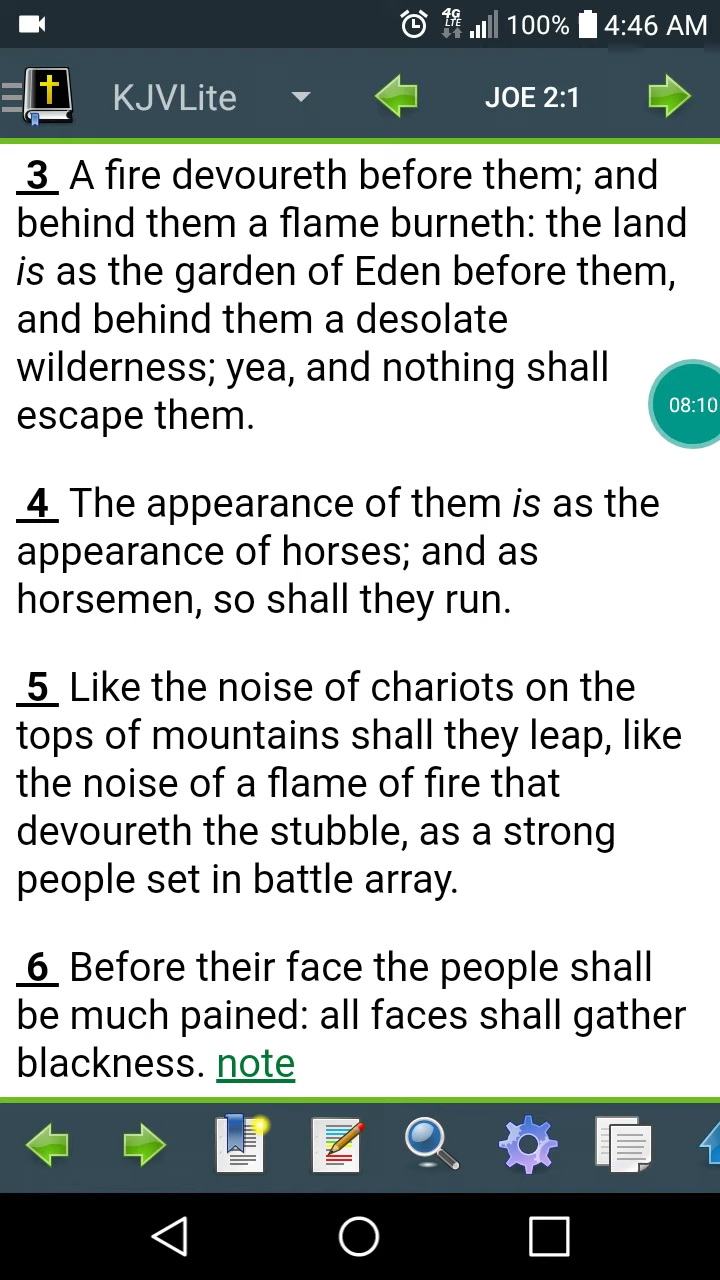 4G LTE 100% 4:46 AM
KJVLite JOE 2:1
3 A fire devoureth before them; and
behind them a flame burneth: the land
is as the garden of Eden before them,
and behind them a desolate
wilderness; yea, and nothing shall
escape them.
08:10
4 The appearance of them is as the
appearance of horses; and as
horsemen, so shall they run.
5 Like the noise of chariots on the
tops of mountains shall they leap, like
the noise of a flame of fire that
devoureth the stubble, as a strong
people set in battle array.
6 Before their face the people shall
be much pained: all faces shall gather
blackness. note